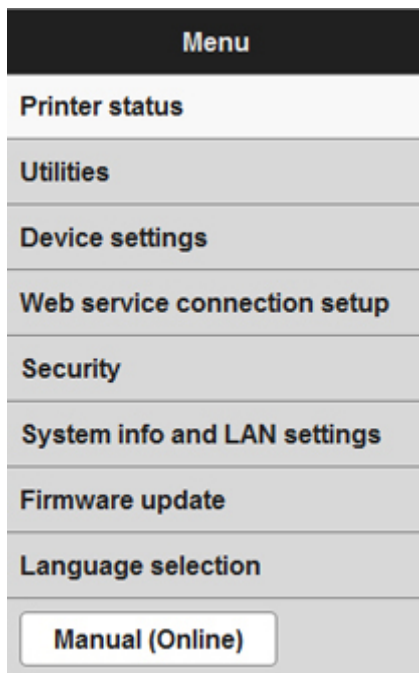 Menu
Printer status
Utilities
Device settings
Web service connection setup
Security
System info and LAN settings
Firmware update
Language selection
Manual (Online)